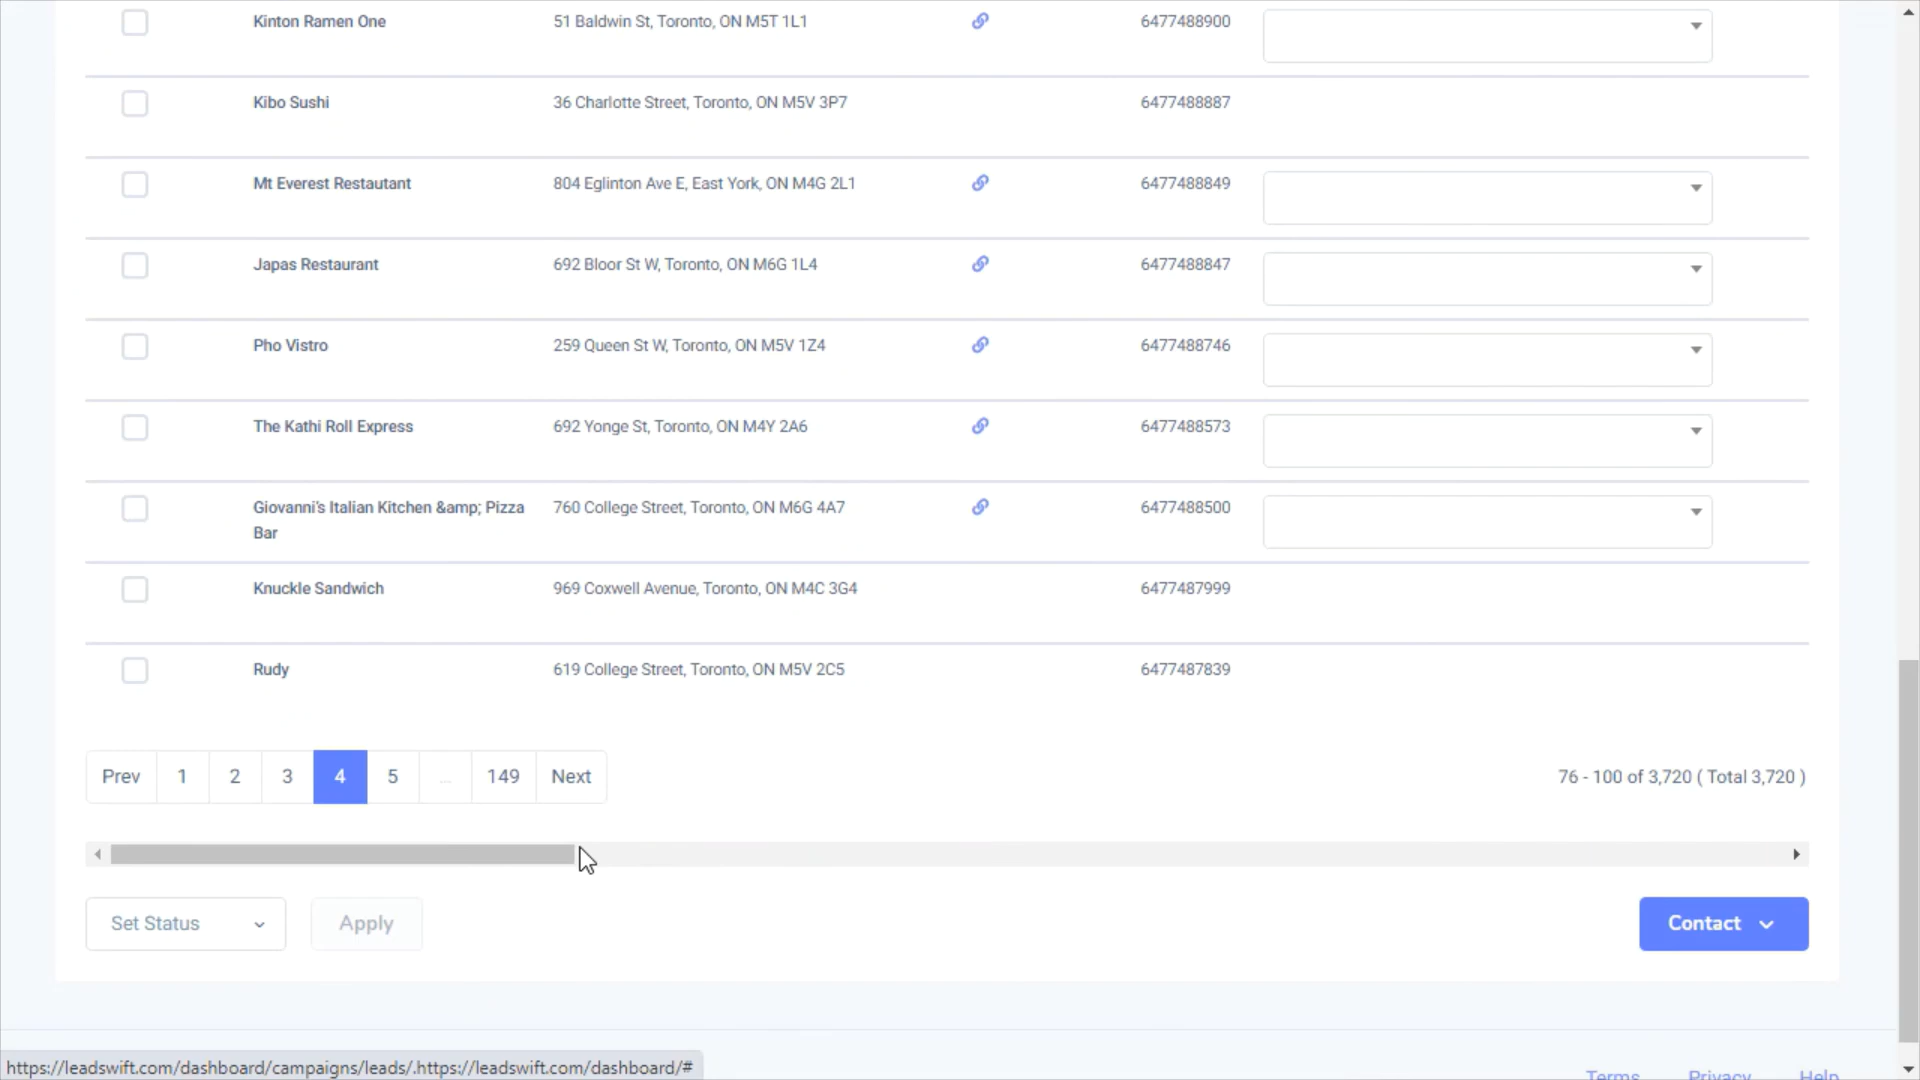 Kinton Ramen One 51 Baldwin St, Toronto, ON M5T 1L1 6477488900
Kibo Sushi 36 Charlotte Street, Toronto, ON M5V 3P7 6477488887
Mt Everest Restautant 804 Eglinton Ave E, East York, ON M4G 2L1 6477488849
Japas Restaurant 692 Bloor St W, Toronto, ON M6G 1L4 6477488847
Pho Vistro 259 Queen St W, Toronto, ON M5V 1Z4 6477488746
The Kathi Roll Express 692 Yonge St, Toronto, ON M4Y 2A6 6477488573
Giovanni's Italian Kitchen &amp; Pizza 760 College Street, Toronto, ON M6G 4A7 6477488500
Bar
Knuckle Sandwich 969 Coxwell Avenue, Toronto, ON M4C 3G4 6477487999
Rudy 619 College Street, Toronto, ON M5V 2C5 6477487839
Prev 1 2 3 4 5 ... 149 Next 76 - 100 of 3,720 ( Total 3,720 )
Set Status Apply Contact
https://leadswift.com/dashboard/campaigns/leads/.https://leadswift.com/dashboard/#
Terms Privacy Help